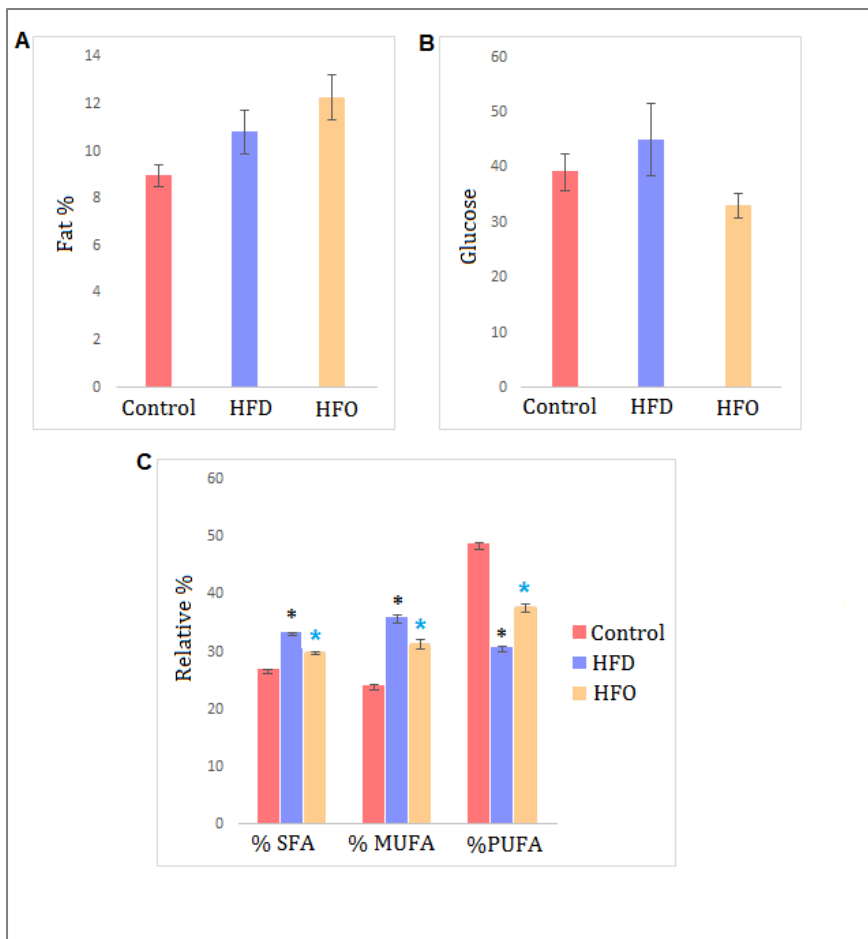 A
Fat %
14
12
10
8
6
4
2
0
Control HFD HFO
B
Glucose
60
50
40
30
20
10
0
Control HFD HFO
C
Relative %
60
50
40
30
20
10
0
* * * * * *
% SFA % MUFA %PUFA
Control
HFD
HFO